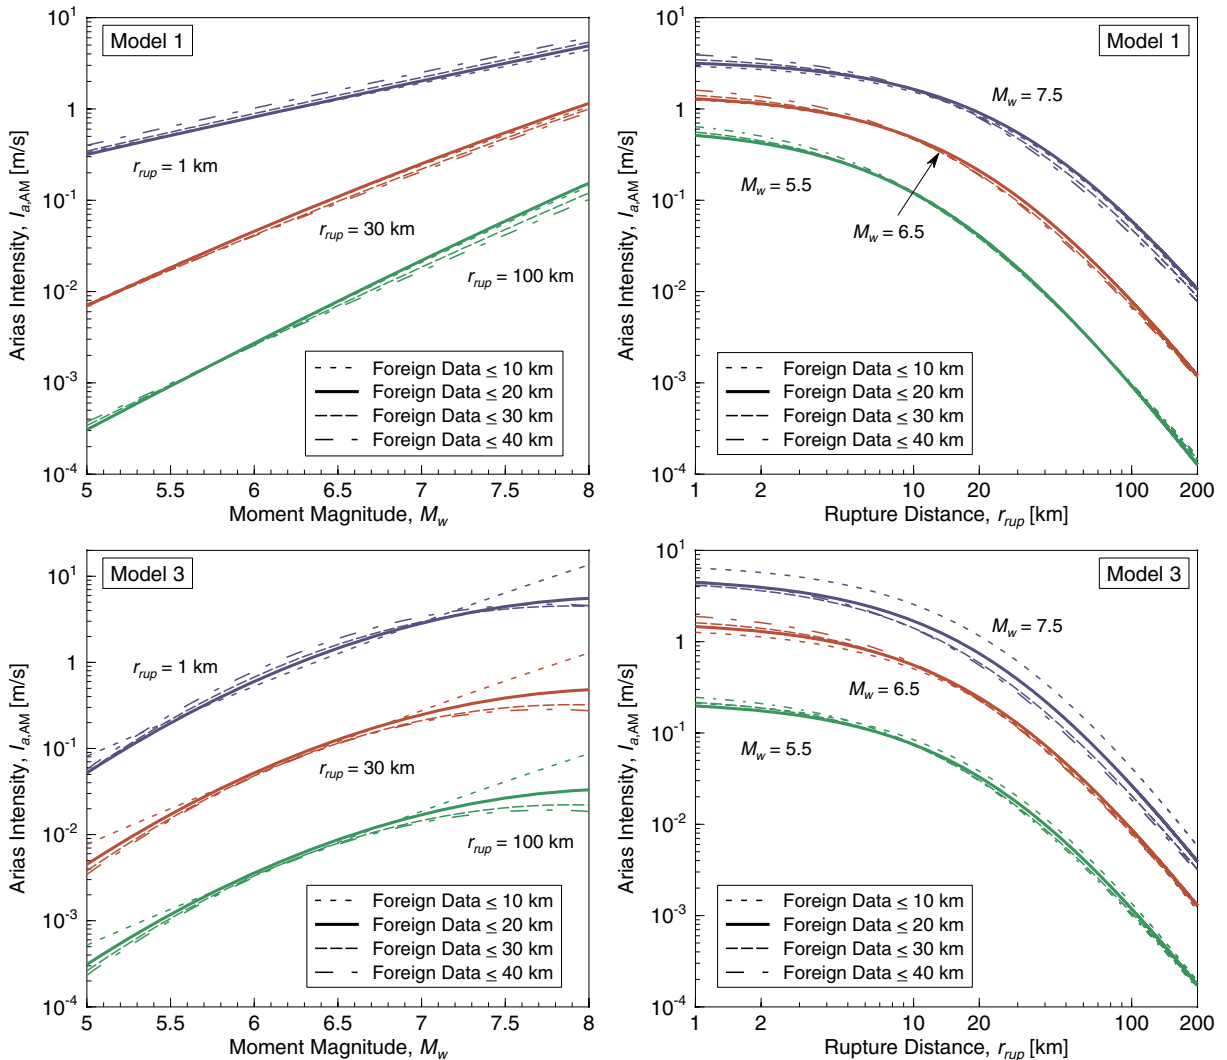 Model 1
Arias Intensity, I_a,AM [m/s]
10^1
1
10^-1
10^-2
10^-3
10^-4
r_rup = 1 km
r_rup = 30 km
r_rup = 100 km
Foreign Data ≤ 10 km
Foreign Data ≤ 20 km
Foreign Data ≤ 30 km
Foreign Data ≤ 40 km
5 5.5 6 6.5 7 7.5 8
Moment Magnitude, M_w
Model 1
Arias Intensity, I_a,AM [m/s]
10^1
1
10^-1
10^-2
10^-3
10^-4
M_w = 7.5
M_w = 5.5
M_w = 6.5
Foreign Data ≤ 10 km
Foreign Data ≤ 20 km
Foreign Data ≤ 30 km
Foreign Data ≤ 40 km
1 2 10 20 100 200
Rupture Distance, r_rup [km]
Model 3
Arias Intensity, I_a,AM [m/s]
10^1
1
10^-1
10^-2
10^-3
10^-4
r_rup = 1 km
r_rup = 30 km
r_rup = 100 km
Foreign Data ≤ 10 km
Foreign Data ≤ 20 km
Foreign Data ≤ 30 km
Foreign Data ≤ 40 km
5 5.5 6 6.5 7 7.5 8
Moment Magnitude, M_w
Model 3
Arias Intensity, I_a,AM [m/s]
10^1
1
10^-1
10^-2
10^-3
10^-4
M_w = 7.5
M_w = 6.5
M_w = 5.5
Foreign Data ≤ 10 km
Foreign Data ≤ 20 km
Foreign Data ≤ 30 km
Foreign Data ≤ 40 km
1 2 10 20 100 200
Rupture Distance, r_rup [km]